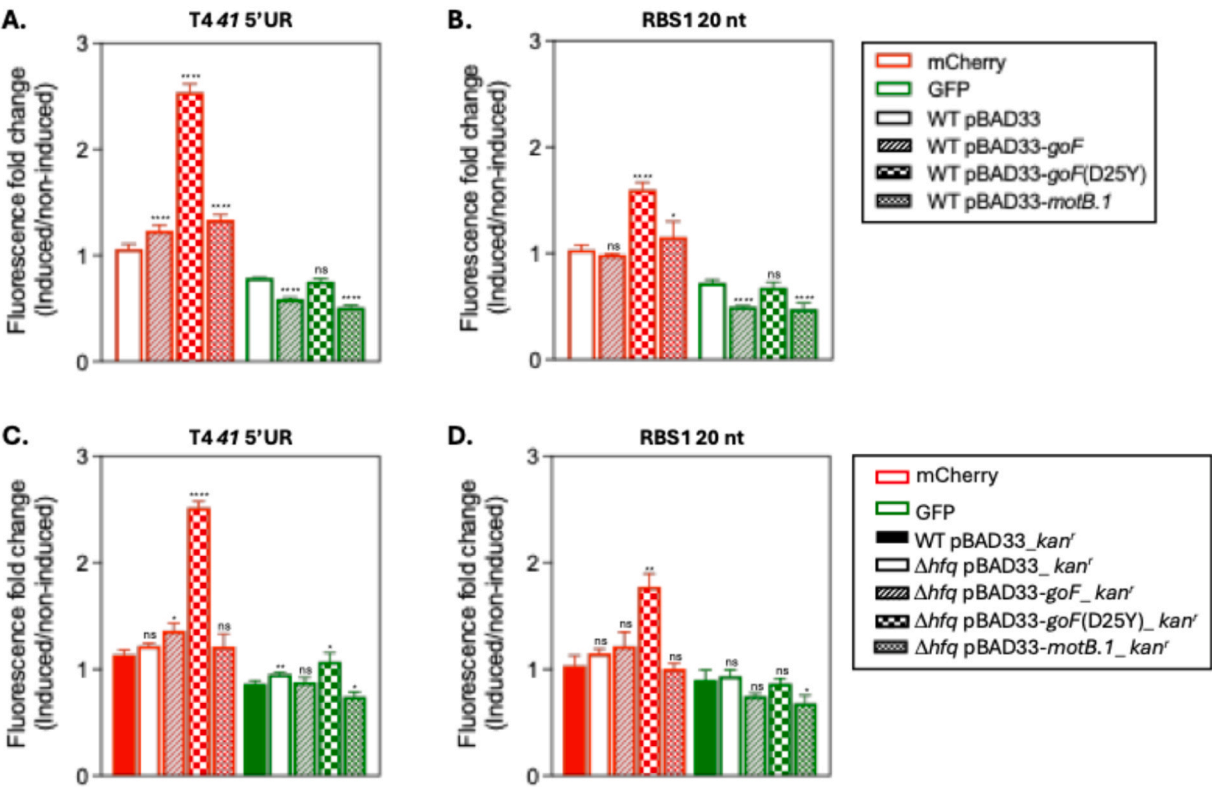 A.
T4 41 5'UR
Fluorescence fold change
(Induced/non-induced)
3
2
1
0
****
****
****
****
****
ns
****
B.
RBS1 20 nt
Fluorescence fold change
(Induced/non-induced)
3
2
1
0
ns
****
*
****
ns
****
mCherry
GFP
WT pBAD33
WT pBAD33-goF
WT pBAD33-goF(D25Y)
WT pBAD33-motB.1
C.
T4 41 5'UR
Fluorescence fold change
(Induced/non-induced)
3
2
1
0
ns
*
****
ns
**
ns
*
*
D.
RBS1 20 nt
Fluorescence fold change
(Induced/non-induced)
3
2
1
0
ns
ns
**
ns
ns
ns
ns
*
mCherry
GFP
WT pBAD33_kanʳ
Δhfq pBAD33_ kanʳ
Δhfq pBAD33-goF_ kanʳ
Δhfq pBAD33-goF(D25Y)_ kanʳ
Δhfq pBAD33-motB.1_ kanʳ